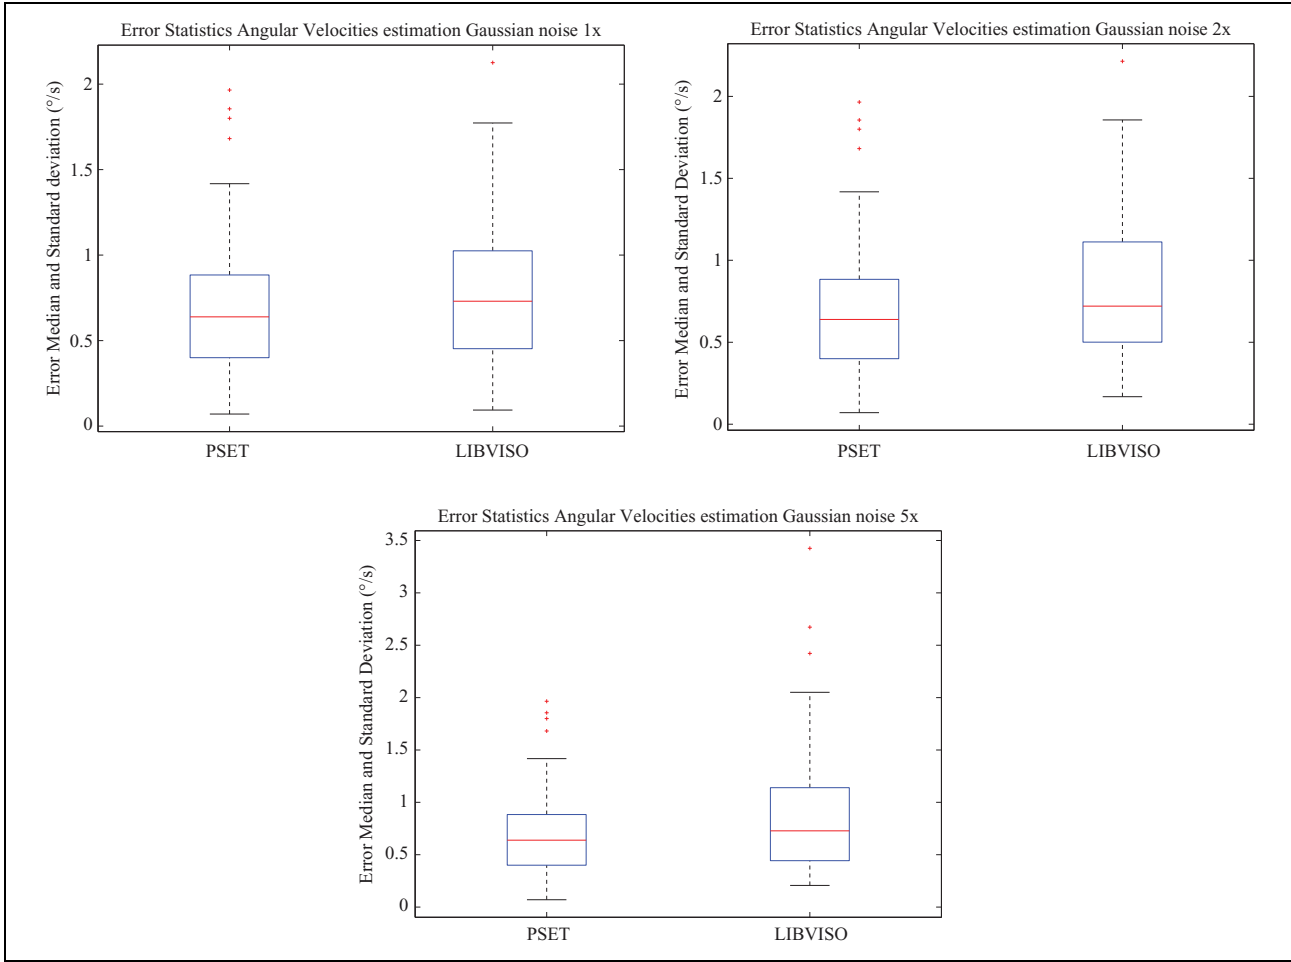 Error Statistics Angular Velocities estimation Gaussian noise 1x
Error Median and Standard deviation (°/s)
2
1.5
1
0.5
0
PSET LIBVISO
Error Statistics Angular Velocities estimation Gaussian noise 2x
Error Median and Standard Deviation (°/s)
2
1.5
1
0.5
0
PSET LIBVISO
Error Statistics Angular Velocities estimation Gaussian noise 5x
Error Median and Standard Deviation (°/s)
3.5
3
2.5
2
1.5
1
0.5
0
PSET LIBVISO